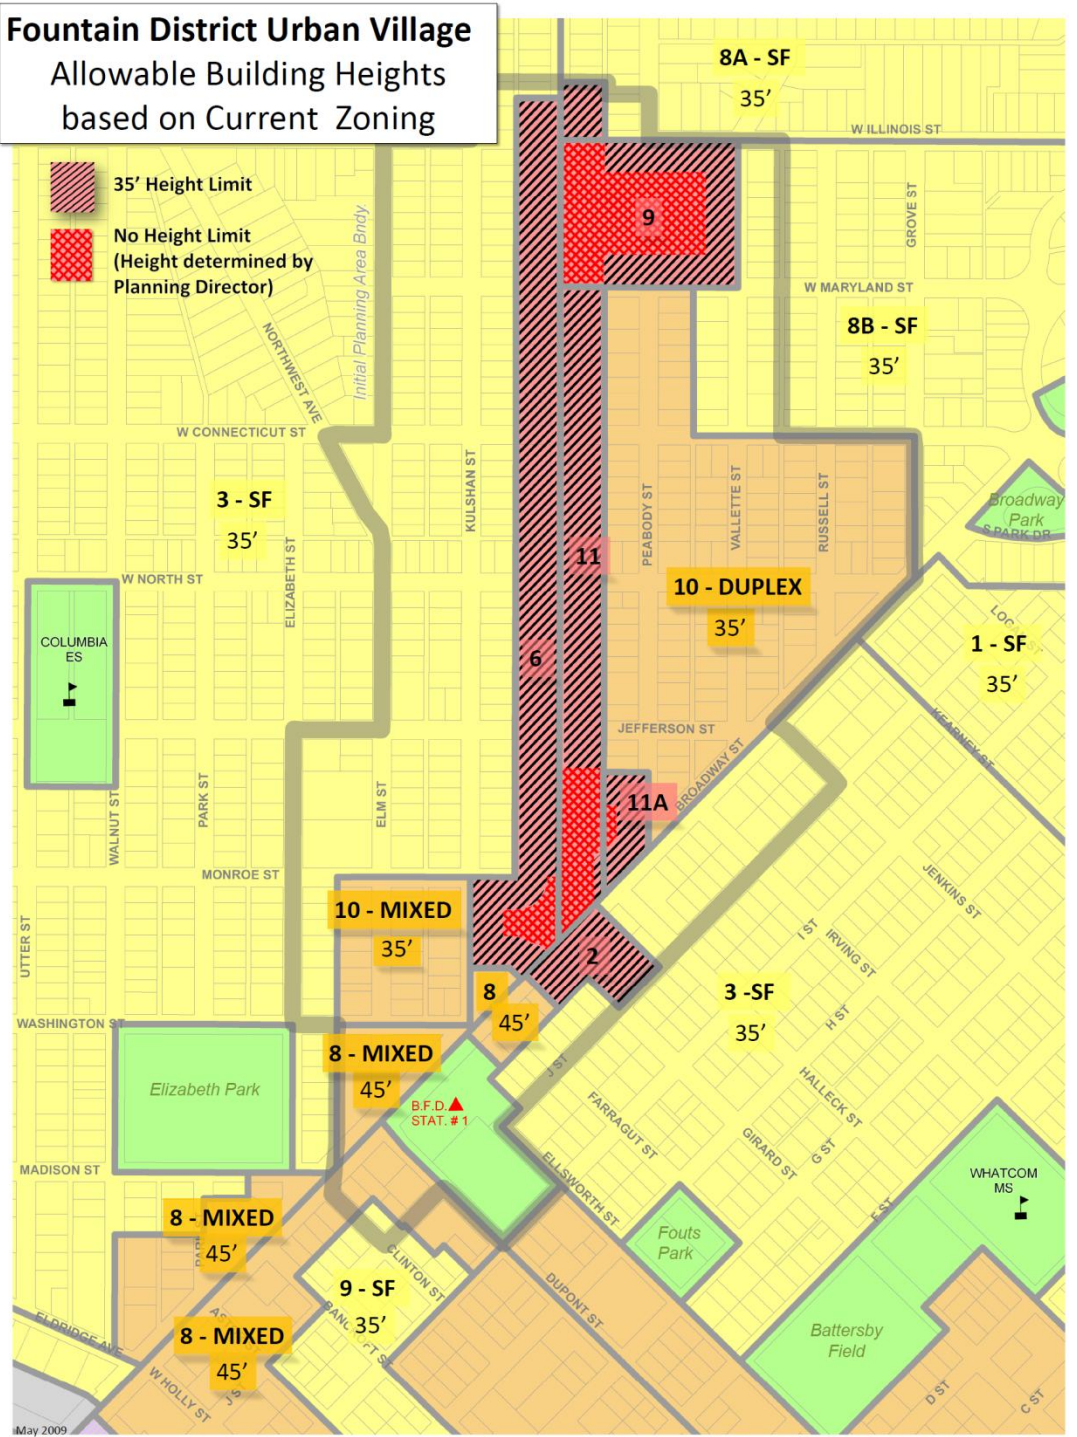 Fountain District Urban Village
Allowable Building Heights
based on Current Zoning
35' Height Limit
No Height Limit
(Height determined by
Planning Director)
8A - SF
35'
W ILLINOIS ST
GROVE ST
9
W MARYLAND ST
8B - SF
35'
Initial Planning Area Bndy.
NORTHWEST AVE
W CONNECTICUT ST
KULSHAN ST
3 - SF
35'
ELIZABETH ST
W NORTH ST
COLUMBIA
ES
PEABODY ST
VALLETTE ST
RUSSELL ST
Broadway
Park
S PARK DR
11
10 - DUPLEX
35'
6
1 - SF
35'
KEARNEY ST
JEFFERSON ST
BROADWAY ST
11A
WALNUT ST
PARK ST
ELM ST
MONROE ST
UTTER ST
10 - MIXED
35'
JENKINS ST
I ST
IRVING ST
2
8
45'
3 -SF
35'
H ST
WASHINGTON ST
8 - MIXED
45'
Elizabeth Park
B.F.D.
STAT. # 1
J ST
FARRAGUT ST
HALLECK ST
GIRARD ST
G ST
ELLSWORTH ST
MADISON ST
WHATCOM
MS
F ST
8 - MIXED
45'
Fouts
Park
CLINTON ST
9 - SF
35'
DUPONT ST
ELDRIDGE AVE
8 - MIXED
45'
Battersby
Field
W HOLLY ST
J S
D ST
C ST
May 2009